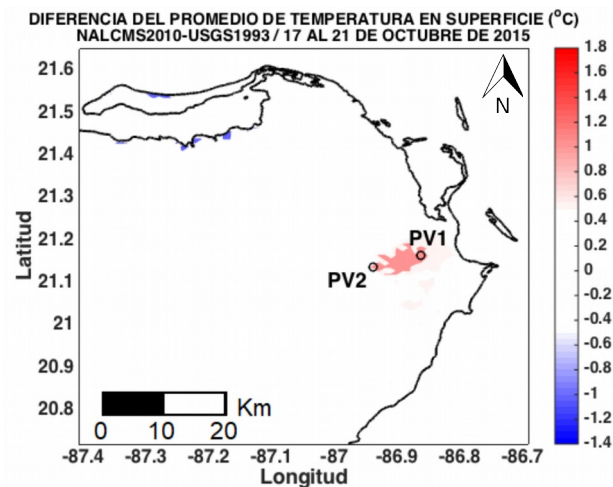 DIFERENCIA DEL PROMEDIO DE TEMPERATURA EN SUPERFICIE (°C)
NALCMS2010-USGS1993 / 17 AL 21 DE OCTUBRE DE 2015
21.6
21.5
21.4
21.3
21.2
21.1
21
20.9
20.8
Latitud
N
PV1
PV2
Km
0 10 20
-87.4 -87.3 -87.2 -87.1 -87 -86.9 -86.8 -86.7
Longitud
1.8
1.6
1.4
1.2
1
0.8
0.6
0.4
0.2
0
-0.2
-0.4
-0.6
-0.8
-1
-1.2
-1.4